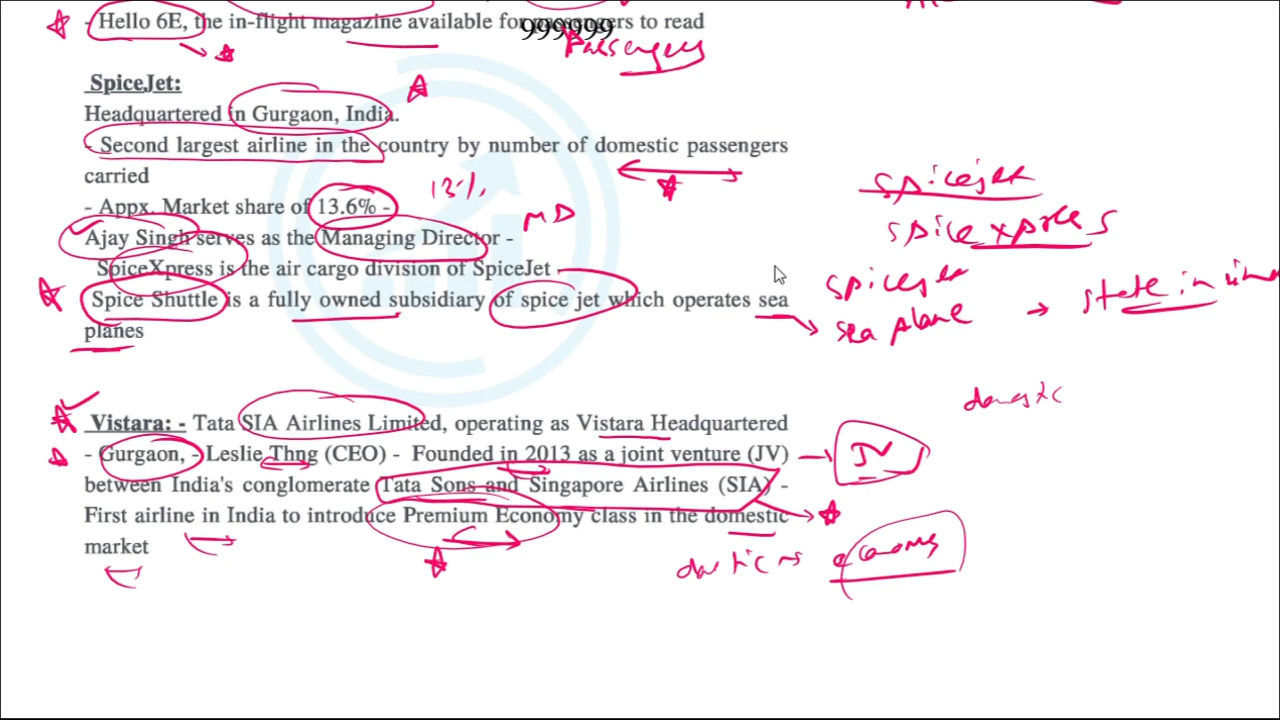 - Hello 6E, the in-flight magazine available for passengers to read
999999
Passengers
SpiceJet:
Headquartered in Gurgaon, India.
- Second largest airline in the country by number of domestic passengers
carried
- Appx. Market share of 13.6% -
13%
Ajay Singh serves as the Managing Director -
MD
SpiceXpress is the air cargo division of SpiceJet
Spice Shuttle is a fully owned subsidiary of spice jet which operates sea
planes
spicejet
spicexpress
spicejet
sea plane → state in
Vistara: - Tata SIA Airlines Limited, operating as Vistara Headquartered
- Gurgaon, - Leslie Thng (CEO) - Founded in 2013 as a joint venture (JV)
between India's conglomerate Tata Sons and Singapore Airlines (SIA) -
First airline in India to introduce Premium Economy class in the domestic
market
domestic
JV
economy